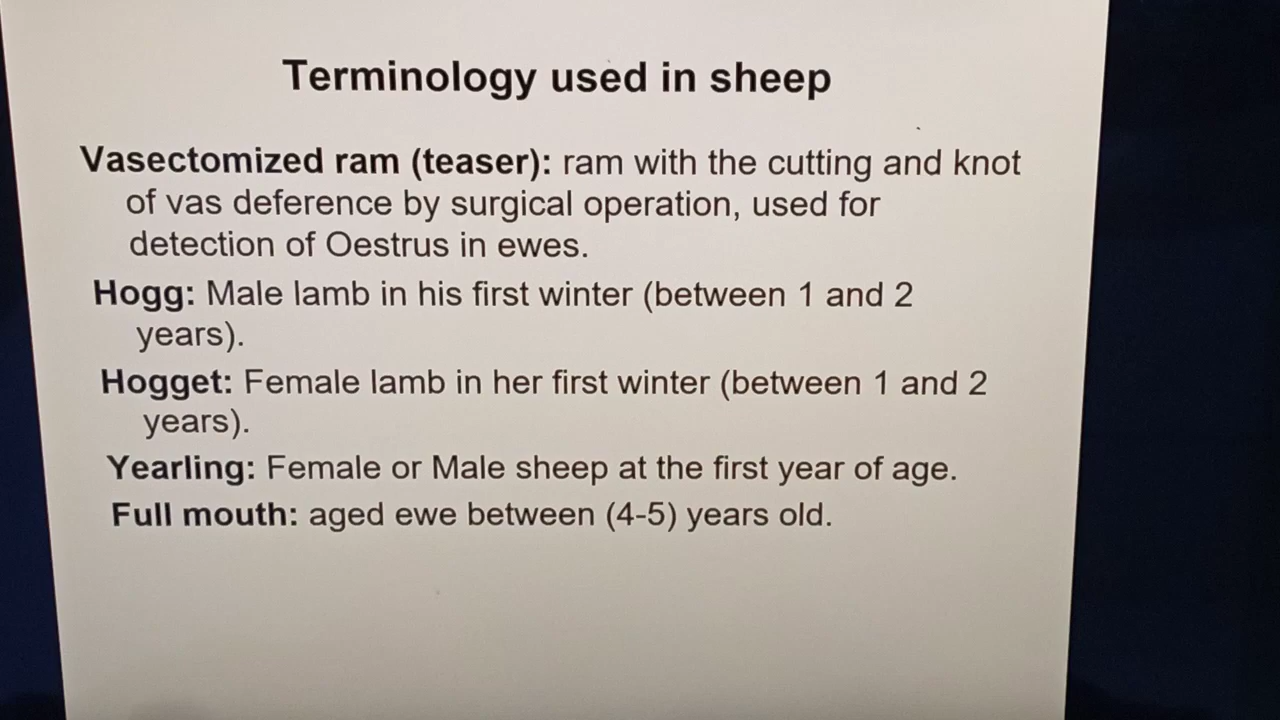 Terminology used in sheep
Vasectomized ram (teaser): ram with the cutting and knot
of vas deference by surgical operation, used for
detection of Oestrus in ewes.
Hogg: Male lamb in his first winter (between 1 and 2
years).
Hogget: Female lamb in her first winter (between 1 and 2
years).
Yearling: Female or Male sheep at the first year of age.
Full mouth: aged ewe between (4-5) years old.